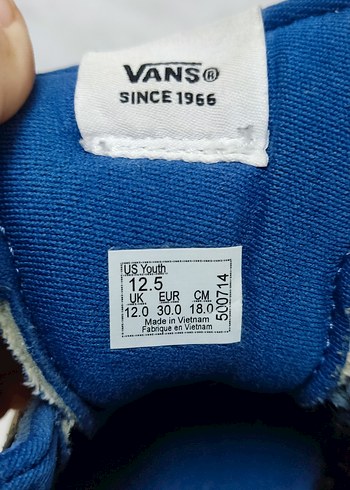 VANS®
SINCE 1966
US Youth
12.5
UK EUR CM
12.0 30.0 18.0
Made in Vietnam
Fabrique en Vietnam
500714